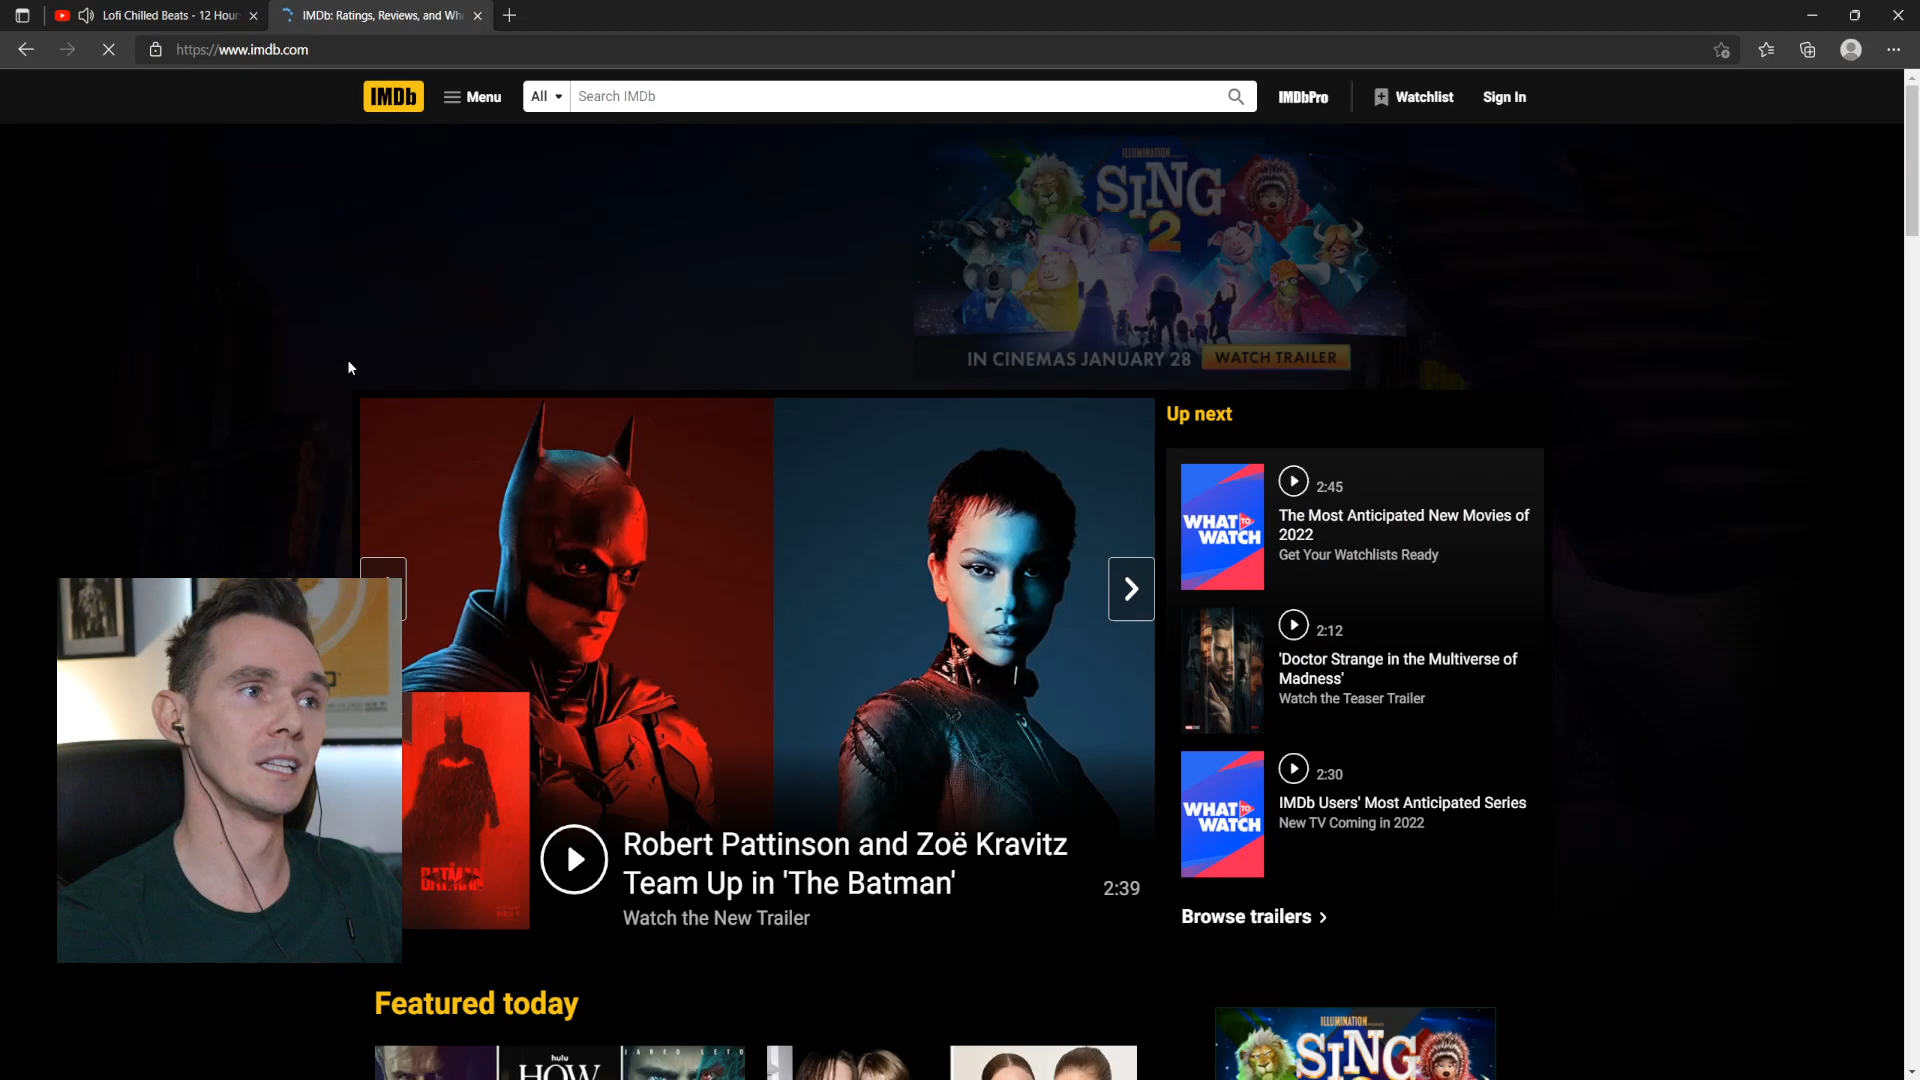 Lofi Chilled Beats - 12 Hour
IMDb: Ratings, Reviews, and Wh
https://www.imdb.com
IMDb
Menu
All
Search IMDb
IMDbPro
Watchlist
Sign In
ILLUMINATION
SING
2
IN CINEMAS JANUARY 28
WATCH TRAILER
Up next
WHAT TO
WATCH
2:45
The Most Anticipated New Movies of
2022
Get Your Watchlists Ready
2:12
'Doctor Strange in the Multiverse of
Madness'
Watch the Teaser Trailer
WHAT TO
WATCH
2:30
IMDb Users' Most Anticipated Series
New TV Coming in 2022
Browse trailers
BATMAN
Robert Pattinson and Zoë Kravitz
Team Up in 'The Batman'
Watch the New Trailer
2:39
Featured today
hulu
HOW
JARED LETO
ILLUMINATION
SING